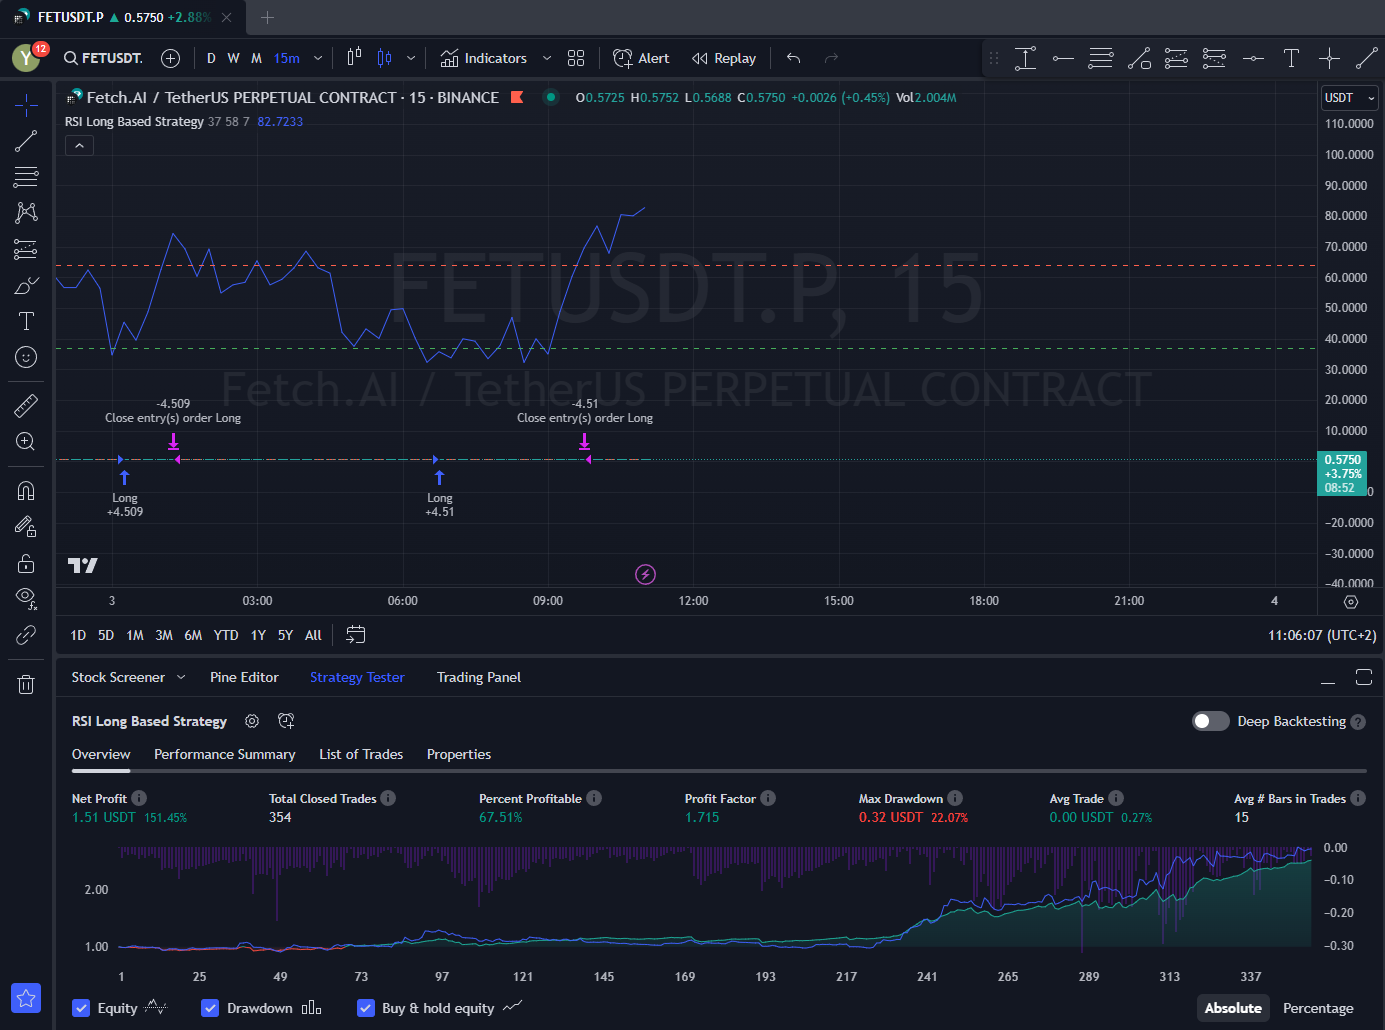 FETUSDT.P ▲ 0.5750 +2.88%
Y 12 FETUSDT. D W M 15m Indicators Alert Replay
Fetch.AI / TetherUS PERPETUAL CONTRACT · 15 · BINANCE O0.5725 H0.5752 L0.5688 C0.5750 +0.0026 (+0.45%) Vol2.004M
USDT
RSI Long Based Strategy 37 58 7 82.7233
110.0000
100.0000
90.0000
80.0000
70.0000
60.0000
50.0000
40.0000
30.0000
20.0000
10.0000
0.5750
+3.75%
08:52
−20.0000
−30.0000
−40.0000
FETUSDT.P, 15
Fetch.AI / TetherUS PERPETUAL CONTRACT
-4.509
Close entry(s) order Long
-4.51
Close entry(s) order Long
Long
+4.509
Long
+4.51
3 03:00 06:00 09:00 12:00 15:00 18:00 21:00 4
1D 5D 1M 3M 6M YTD 1Y 5Y All 11:06:07 (UTC+2)
Stock Screener Pine Editor Strategy Tester Trading Panel
RSI Long Based Strategy Deep Backtesting
Overview Performance Summary List of Trades Properties
Net Profit Total Closed Trades Percent Profitable Profit Factor Max Drawdown Avg Trade Avg # Bars in Trades
1.51 USDT 151.45% 354 67.51% 1.715 0.32 USDT 22.07% 0.00 USDT 0.27% 15
2.00
1.00
0.00
−0.10
−0.20
−0.30
1 25 49 73 97 121 145 169 193 217 241 265 289 313 337
Equity Drawdown Buy & hold equity Absolute Percentage